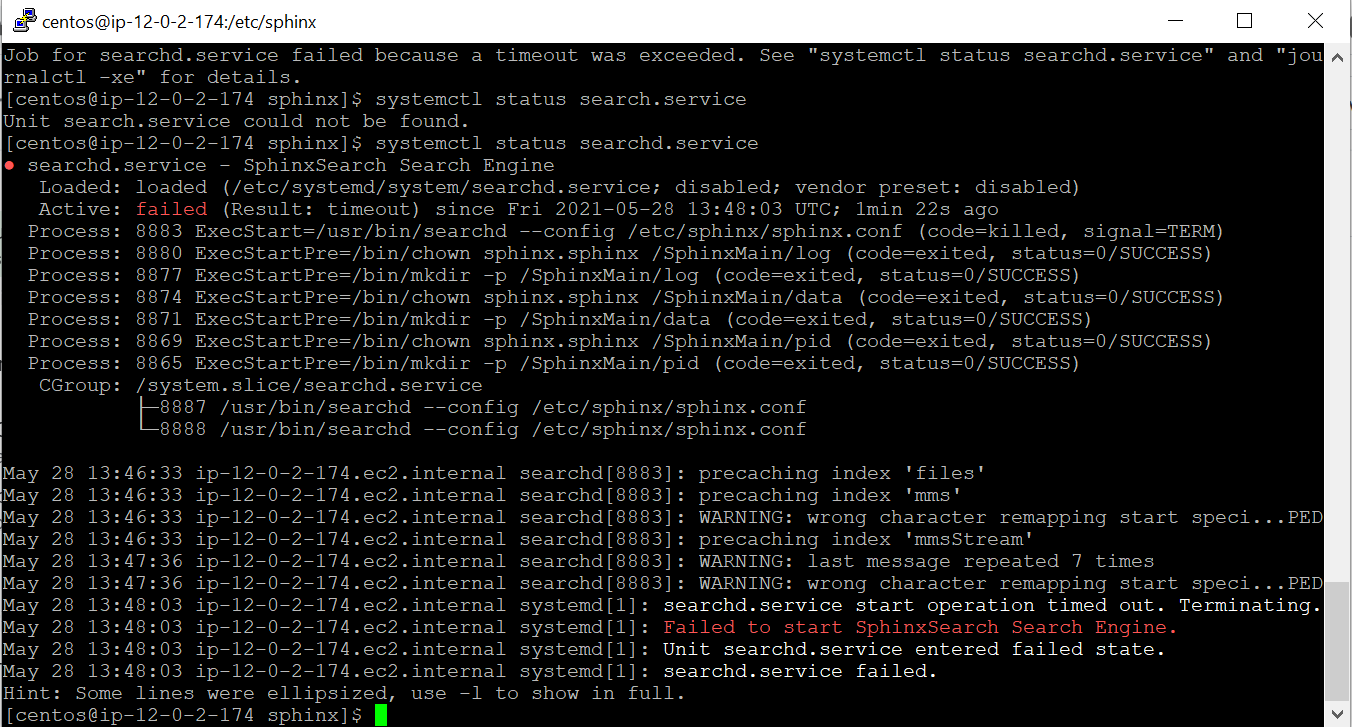 centos@ip-12-0-2-174:/etc/sphinx
Job for searchd.service failed because a timeout was exceeded. See "systemctl status searchd.service" and "jou
rnalctl -xe" for details.
[centos@ip-12-0-2-174 sphinx]$ systemctl status search.service
Unit search.service could not be found.
[centos@ip-12-0-2-174 sphinx]$ systemctl status searchd.service
● searchd.service - SphinxSearch Search Engine
   Loaded: loaded (/etc/systemd/system/searchd.service; disabled; vendor preset: disabled)
   Active: failed (Result: timeout) since Fri 2021-05-28 13:48:03 UTC; 1min 22s ago
  Process: 8883 ExecStart=/usr/bin/searchd --config /etc/sphinx/sphinx.conf (code=killed, signal=TERM)
  Process: 8880 ExecStartPre=/bin/chown sphinx.sphinx /SphinxMain/log (code=exited, status=0/SUCCESS)
  Process: 8877 ExecStartPre=/bin/mkdir -p /SphinxMain/log (code=exited, status=0/SUCCESS)
  Process: 8874 ExecStartPre=/bin/chown sphinx.sphinx /SphinxMain/data (code=exited, status=0/SUCCESS)
  Process: 8871 ExecStartPre=/bin/mkdir -p /SphinxMain/data (code=exited, status=0/SUCCESS)
  Process: 8869 ExecStartPre=/bin/chown sphinx.sphinx /SphinxMain/pid (code=exited, status=0/SUCCESS)
  Process: 8865 ExecStartPre=/bin/mkdir -p /SphinxMain/pid (code=exited, status=0/SUCCESS)
   CGroup: /system.slice/searchd.service
           ├─8887 /usr/bin/searchd --config /etc/sphinx/sphinx.conf
           └─8888 /usr/bin/searchd --config /etc/sphinx/sphinx.conf
May 28 13:46:33 ip-12-0-2-174.ec2.internal searchd[8883]: precaching index 'files'
May 28 13:46:33 ip-12-0-2-174.ec2.internal searchd[8883]: precaching index 'mms'
May 28 13:46:33 ip-12-0-2-174.ec2.internal searchd[8883]: WARNING: wrong character remapping start speci...PED
May 28 13:46:33 ip-12-0-2-174.ec2.internal searchd[8883]: precaching index 'mmsStream'
May 28 13:47:36 ip-12-0-2-174.ec2.internal searchd[8883]: WARNING: last message repeated 7 times
May 28 13:47:36 ip-12-0-2-174.ec2.internal searchd[8883]: WARNING: wrong character remapping start speci...PED
May 28 13:48:03 ip-12-0-2-174.ec2.internal systemd[1]: searchd.service start operation timed out. Terminating.
May 28 13:48:03 ip-12-0-2-174.ec2.internal systemd[1]: Failed to start SphinxSearch Search Engine.
May 28 13:48:03 ip-12-0-2-174.ec2.internal systemd[1]: Unit searchd.service entered failed state.
May 28 13:48:03 ip-12-0-2-174.ec2.internal systemd[1]: searchd.service failed.
Hint: Some lines were ellipsized, use -l to show in full.
[centos@ip-12-0-2-174 sphinx]$